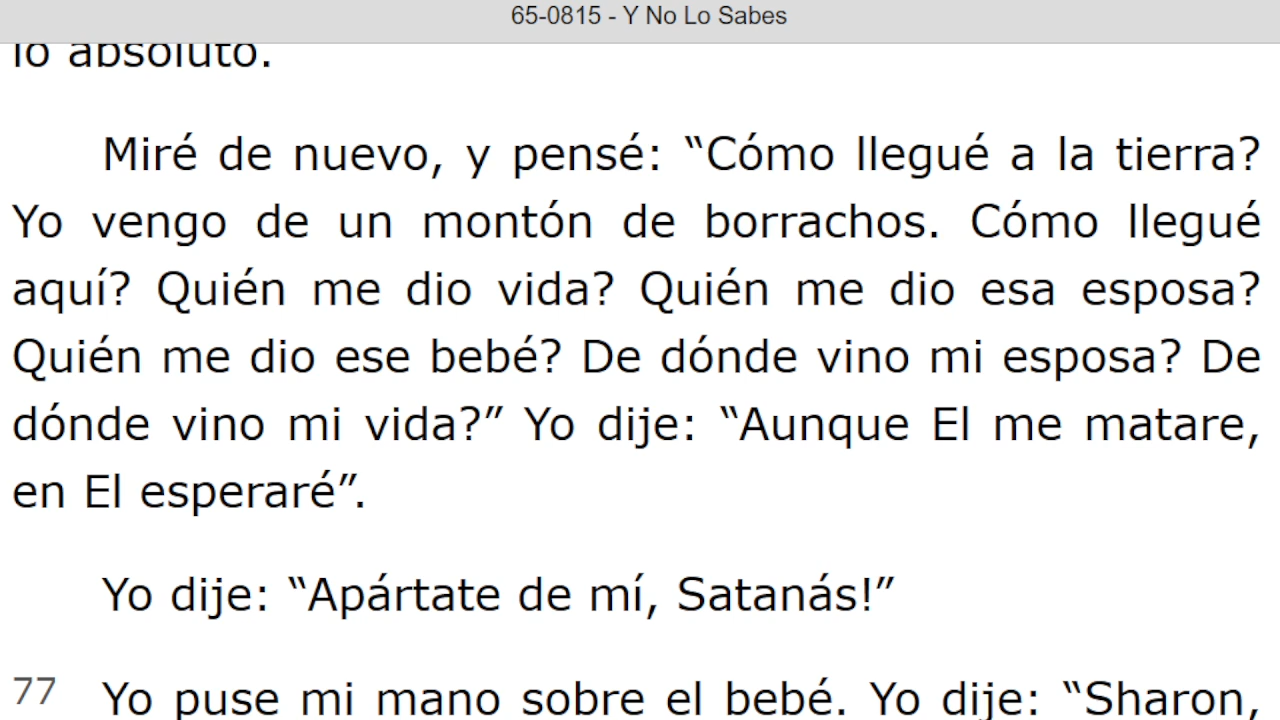 65-0815 - Y No Lo Sabes
lo absoluto.
Miré de nuevo, y pensé: “Cómo llegué a la tierra?
Yo vengo de un montón de borrachos. Cómo llegué
aquí? Quién me dio vida? Quién me dio esa esposa?
Quién me dio ese bebé? De dónde vino mi esposa? De
dónde vino mi vida?” Yo dije: “Aunque El me matare,
en El esperaré”.
Yo dije: “Apártate de mí, Satanás!”
77 Yo puse mi mano sobre el bebé. Yo dije: “Sharon,